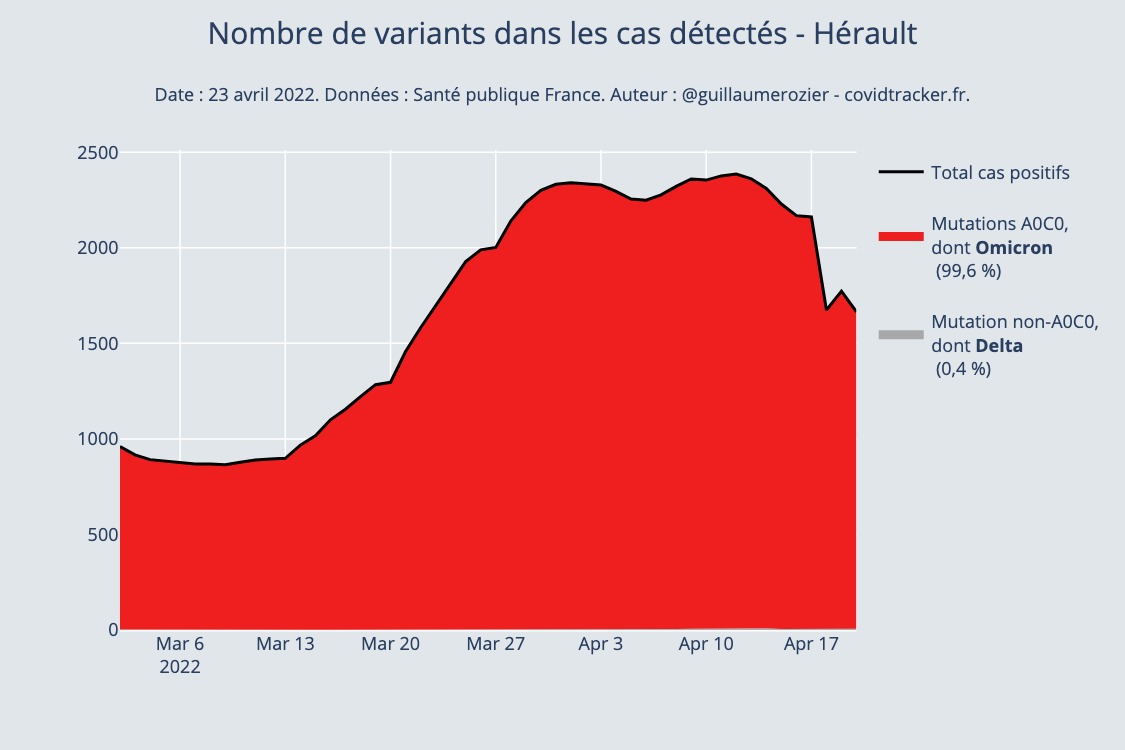 Nombre de variants dans les cas détectés - Hérault
Date : 23 avril 2022. Données : Santé publique France. Auteur : @guillaumerozier - covidtracker.fr.
2500
2000
1500
1000
500
0
Mar 6
2022
Mar 13
Mar 20
Mar 27
Apr 3
Apr 10
Apr 17
Total cas positifs
Mutations A0C0,
dont Omicron
(99,6 %)
Mutation non-A0C0,
dont Delta
(0,4 %)